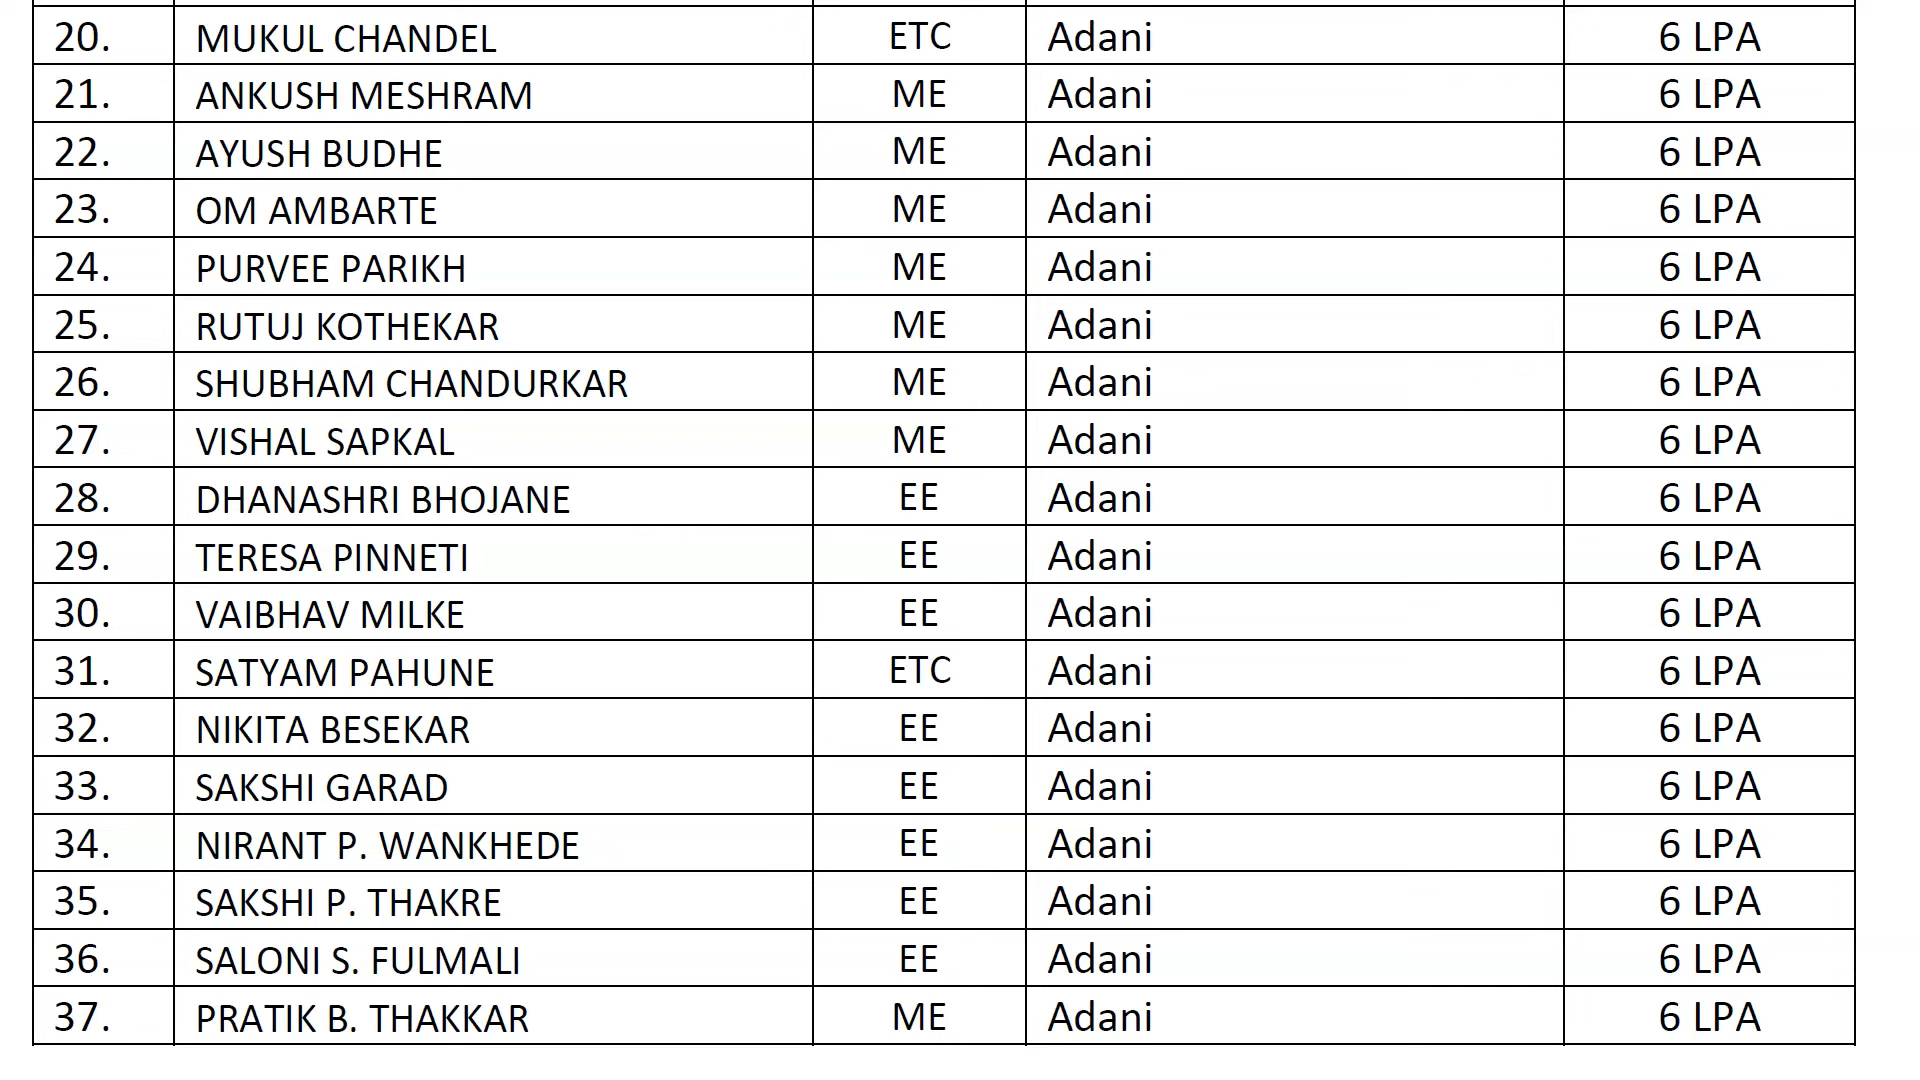 20. MUKUL CHANDEL ETC Adani 6 LPA
21. ANKUSH MESHRAM ME Adani 6 LPA
22. AYUSH BUDHE ME Adani 6 LPA
23. OM AMBARTE ME Adani 6 LPA
24. PURVEE PARIKH ME Adani 6 LPA
25. RUTUJ KOTHEKAR ME Adani 6 LPA
26. SHUBHAM CHANDURKAR ME Adani 6 LPA
27. VISHAL SAPKAL ME Adani 6 LPA
28. DHANASHRI BHOJANE EE Adani 6 LPA
29. TERESA PINNETI EE Adani 6 LPA
30. VAIBHAV MILKE EE Adani 6 LPA
31. SATYAM PAHUNE ETC Adani 6 LPA
32. NIKITA BESEKAR EE Adani 6 LPA
33. SAKSHI GARAD EE Adani 6 LPA
34. NIRANT P. WANKHEDE EE Adani 6 LPA
35. SAKSHI P. THAKRE EE Adani 6 LPA
36. SALONI S. FULMALI EE Adani 6 LPA
37. PRATIK B. THAKKAR ME Adani 6 LPA